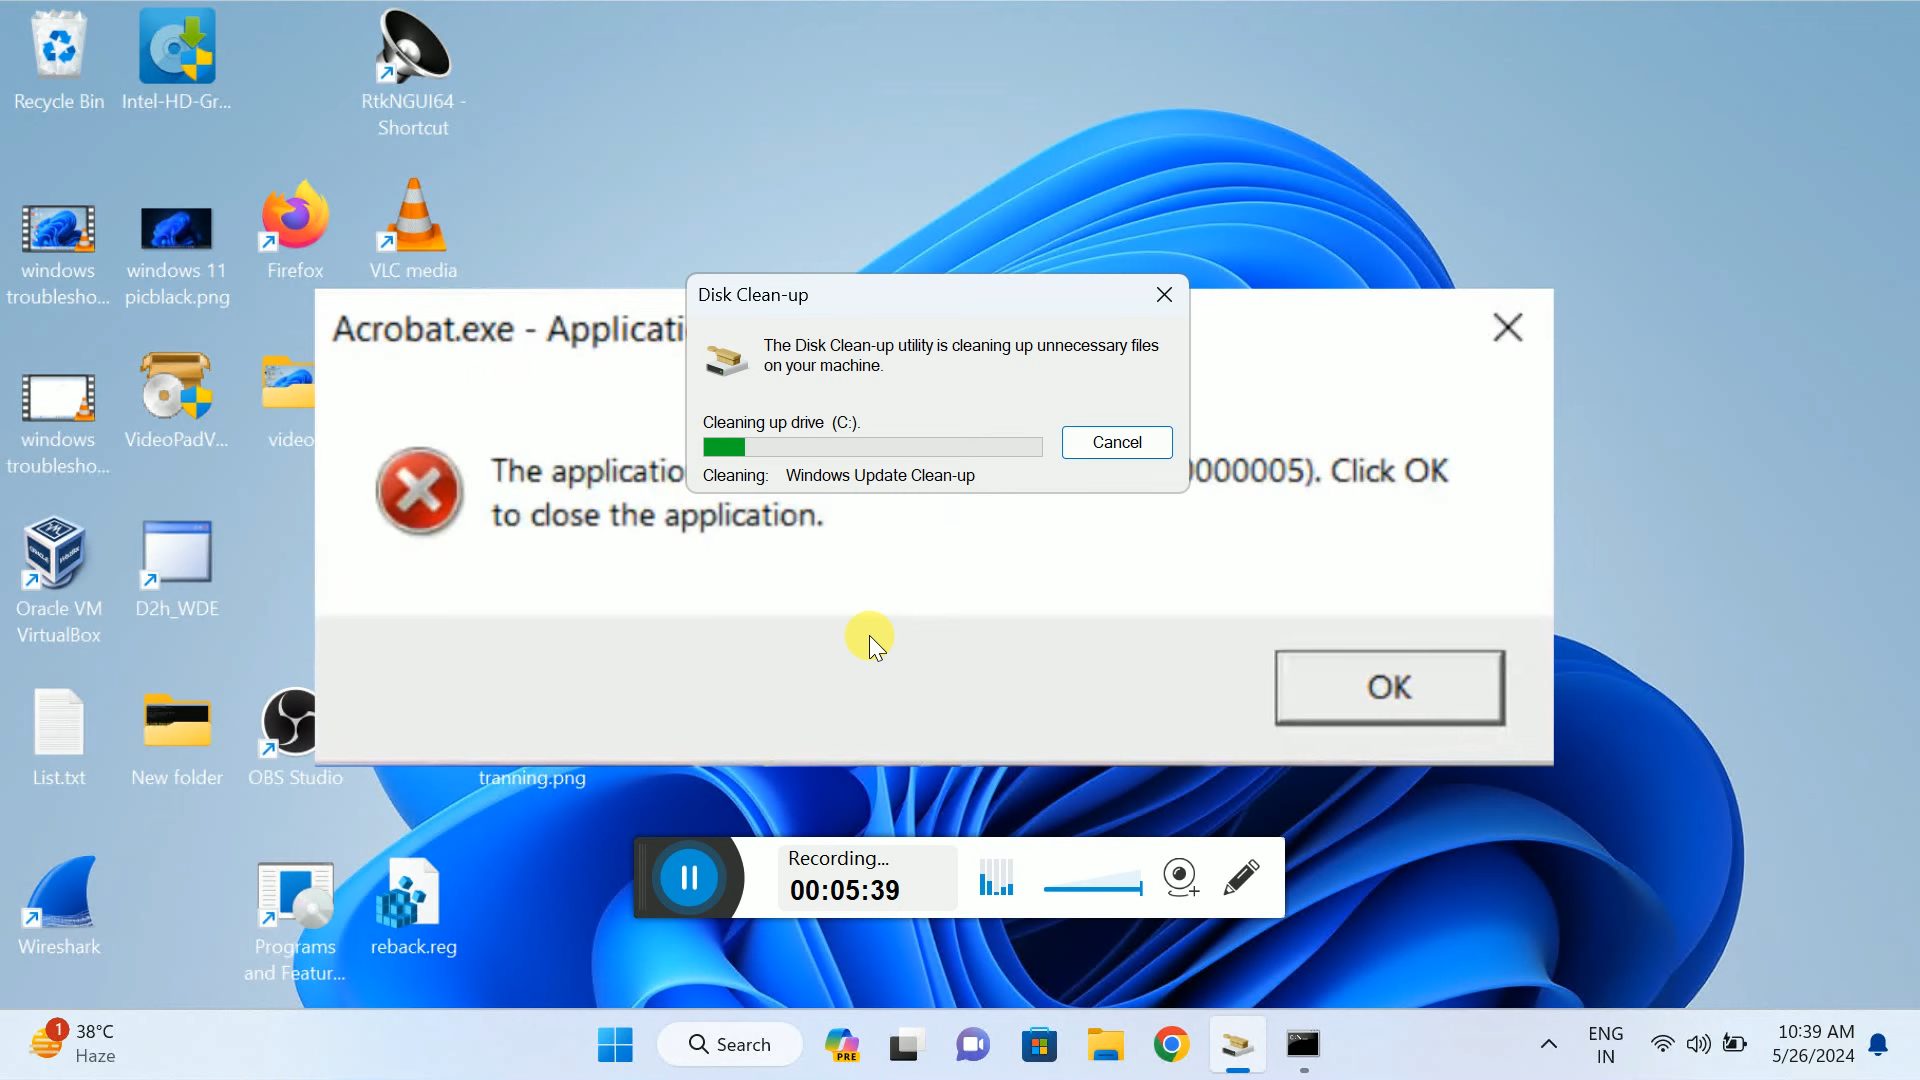 Recycle Bin
Intel-HD-Gr...
RtkNGUI64 -
Shortcut
windows
troublesho...
windows 11
picblack.png
Firefox
VLC media
windows
troublesho...
VideoPadV...
video
Oracle VM
VirtualBox
D2h_WDE
List.txt
New folder
OBS Studio
tranning.png
Wireshark
Programs
and Featur...
reback.reg
Acrobat.exe - Applicati
The applicatio
000005). Click OK
to close the application.
OK
Disk Clean-up
The Disk Clean-up utility is cleaning up unnecessary files
on your machine.
Cleaning up drive (C:).
Cancel
Cleaning: Windows Update Clean-up
Recording...
00:05:39
1
38°C
Haze
Search
PRE
ENG
IN
10:39 AM
5/26/2024